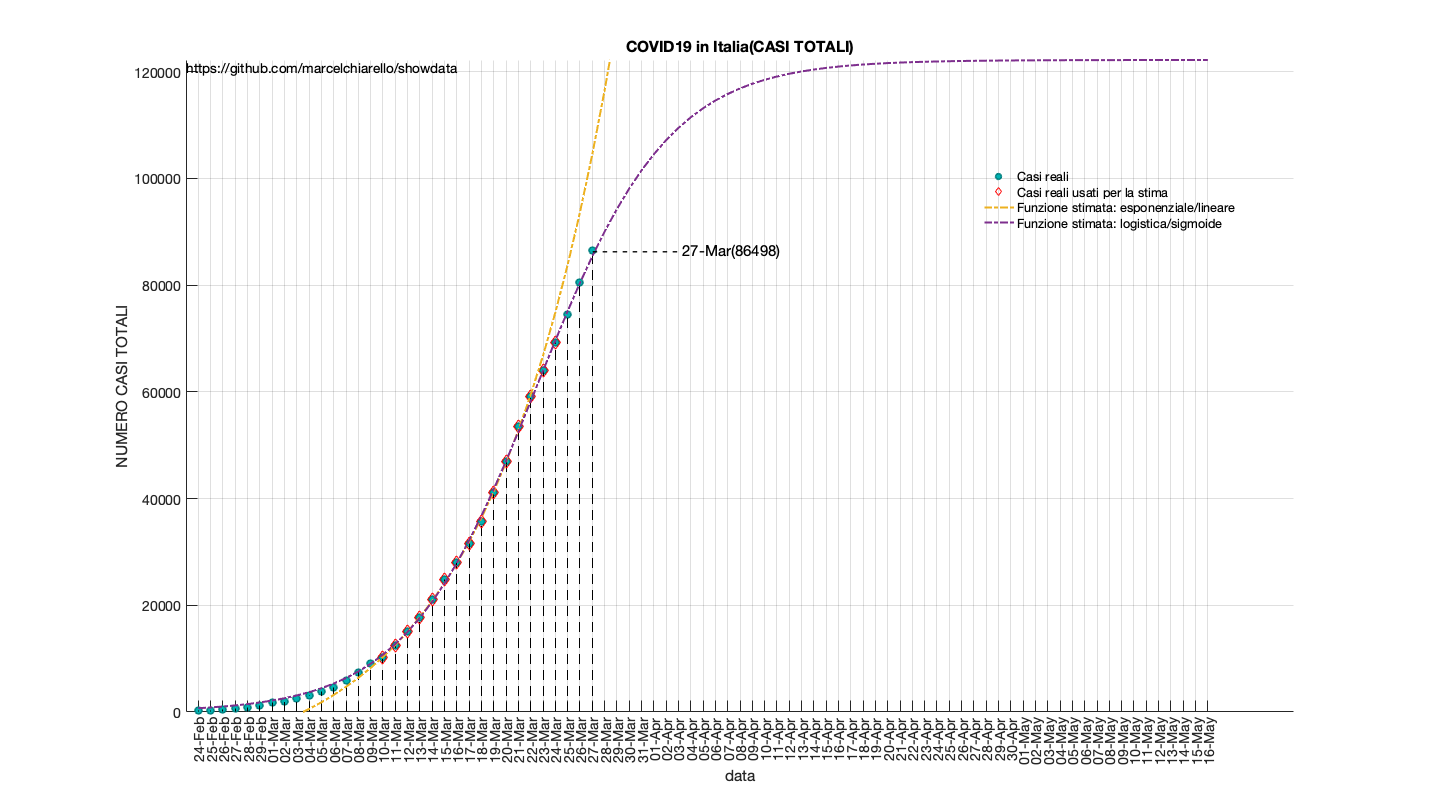 COVID19 in Italia(CASI TOTALI)
https://github.com/marcelchiarello/showdata
120000
100000
80000
60000
40000
20000
0
NUMERO CASI TOTALI
Casi reali
Casi reali usati per la stima
Funzione stimata: esponenziale/lineare
Funzione stimata: logistica/sigmoide
27-Mar(86498)
24-Feb
25-Feb
26-Feb
27-Feb
28-Feb
29-Feb
01-Mar
02-Mar
03-Mar
04-Mar
05-Mar
06-Mar
07-Mar
08-Mar
09-Mar
10-Mar
11-Mar
12-Mar
13-Mar
14-Mar
15-Mar
16-Mar
17-Mar
18-Mar
19-Mar
20-Mar
21-Mar
22-Mar
23-Mar
24-Mar
25-Mar
26-Mar
27-Mar
28-Mar
29-Mar
30-Mar
31-Mar
01-Apr
02-Apr
03-Apr
04-Apr
05-Apr
06-Apr
07-Apr
08-Apr
09-Apr
10-Apr
11-Apr
12-Apr
13-Apr
14-Apr
15-Apr
16-Apr
17-Apr
18-Apr
19-Apr
20-Apr
21-Apr
22-Apr
23-Apr
24-Apr
25-Apr
26-Apr
27-Apr
28-Apr
29-Apr
30-Apr
01-May
02-May
03-May
04-May
05-May
06-May
07-May
08-May
09-May
10-May
11-May
12-May
13-May
14-May
15-May
16-May
data